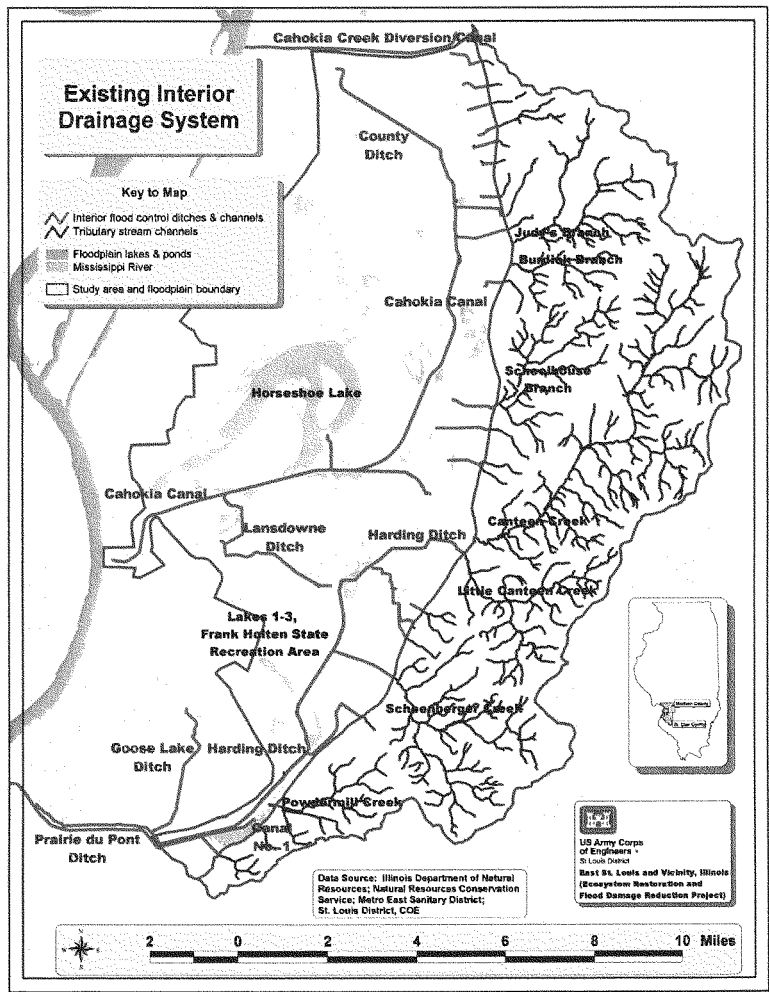 Cahokia Creek Diversion Canal
Existing Interior
Drainage System
County
Ditch
Key to Map
Interior flood control ditches & channels
Tributary stream channels
Floodplain lakes & ponds
Mississippi River
Study area and floodplain boundary
Judy's Branch
Burdick Branch
Cahokia Canal
Schoolhouse
Branch
Horseshoe Lake
Cahokia Canal
Lansdowne
Ditch
Harding Ditch
Canteen Creek
Little Canteen Creek
Lakes 1-3,
Frank Holten State
Recreation Area
Schoenberger Creek
Madison County
St. Clair County
Goose Lake
Ditch
Harding Ditch
Powdermill Creek
Canal
No. 1
Prairie du Pont
Ditch
US Army Corps
of Engineers
St Louis District
East St. Louis and Vicinity, Illinois
(Ecosystem Restoration and
Flood Damage Reduction Project)
Data Source: Illinois Department of Natural
Resources; Natural Resources Conservation
Service; Metro East Sanitary District;
St. Louis District, COE
N
W E
S
2 0 2 4 6 8 10 Miles